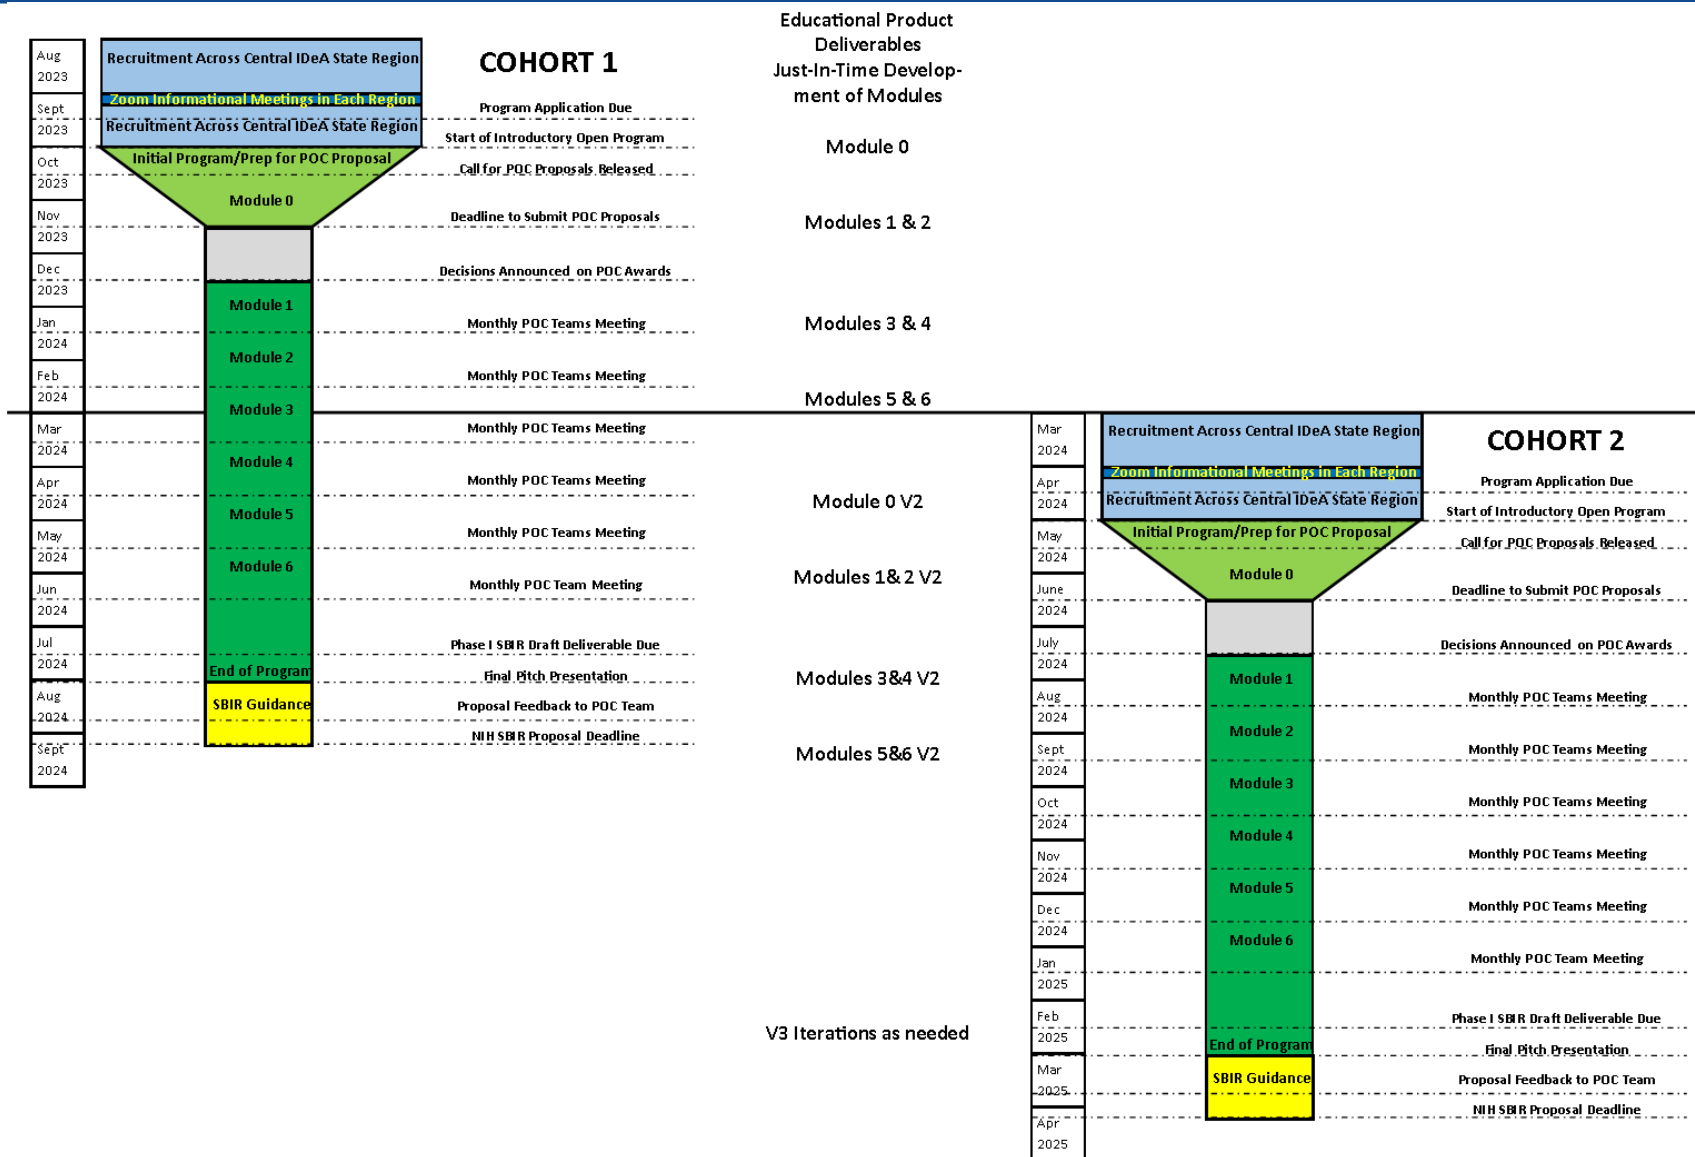 Educational Product
Deliverables
Just-In-Time Develop-
ment of Modules
Module 0
Modules 1 & 2
Modules 3 & 4
Modules 5 & 6
Module 0 V2
Modules 1& 2 V2
Modules 3&4 V2
Modules 5&6 V2
V3 Iterations as needed
COHORT 1
Aug
2023
Sept
2023
Oct
2023
Nov
2023
Dec
2023
Jan
2024
Feb
2024
Mar
2024
Apr
2024
May
2024
Jun
2024
Jul
2024
Aug
2024
Sept
2024
Recruitment Across Central IDeA State Region
Zoom Informational Meetings in Each Region
Recruitment Across Central IDeA State Region
Initial Program/Prep for POC Proposal
Module 0
Module 1
Module 2
Module 3
Module 4
Module 5
Module 6
End of Program
SBIR Guidance
Program Application Due
Start of Introductory Open Program
Call for POC Proposals Released
Deadline to Submit POC Proposals
Decisions Announced on POC Awards
Monthly POC Teams Meeting
Monthly POC Teams Meeting
Monthly POC Teams Meeting
Monthly POC Teams Meeting
Monthly POC Teams Meeting
Monthly POC Team Meeting
Phase I SBIR Draft Deliverable Due
Final Pitch Presentation
Proposal Feedback to POC Team
NIH SBIR Proposal Deadline
COHORT 2
Mar
2024
Apr
2024
May
2024
June
2024
July
2024
Aug
2024
Sept
2024
Oct
2024
Nov
2024
Dec
2024
Jan
2025
Feb
2025
Mar
2025
Apr
2025
Recruitment Across Central IDeA State Region
Zoom Informational Meetings in Each Region
Recruitment Across Central IDeA State Region
Initial Program/Prep for POC Proposal
Module 0
Module 1
Module 2
Module 3
Module 4
Module 5
Module 6
End of Program
SBIR Guidance
Program Application Due
Start of Introductory Open Program
Call for POC Proposals Released
Deadline to Submit POC Proposals
Decisions Announced on POC Awards
Monthly POC Teams Meeting
Monthly POC Teams Meeting
Monthly POC Teams Meeting
Monthly POC Teams Meeting
Monthly POC Teams Meeting
Monthly POC Team Meeting
Phase I SBIR Draft Deliverable Due
Final Pitch Presentation
Proposal Feedback to POC Team
NIH SBIR Proposal Deadline